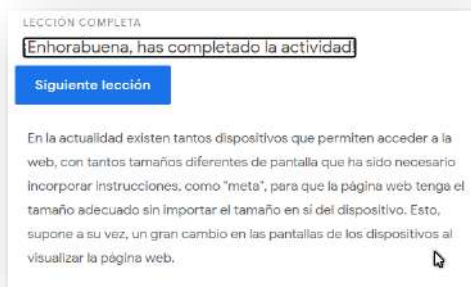 LECCIÓN COMPLETA
¡Enhorabuena, has completado la actividad!
Siguiente lección
En la actualidad existen tantos dispositivos que permiten acceder a la
web, con tantos tamaños diferentes de pantalla que ha sido necesario
incorporar instrucciones, como "meta", para que la página web tenga el
tamaño adecuado sin importar el tamaño en sí del dispositivo. Esto,
supone a su vez, un gran cambio en las pantallas de los dispositivos al
visualizar la página web.